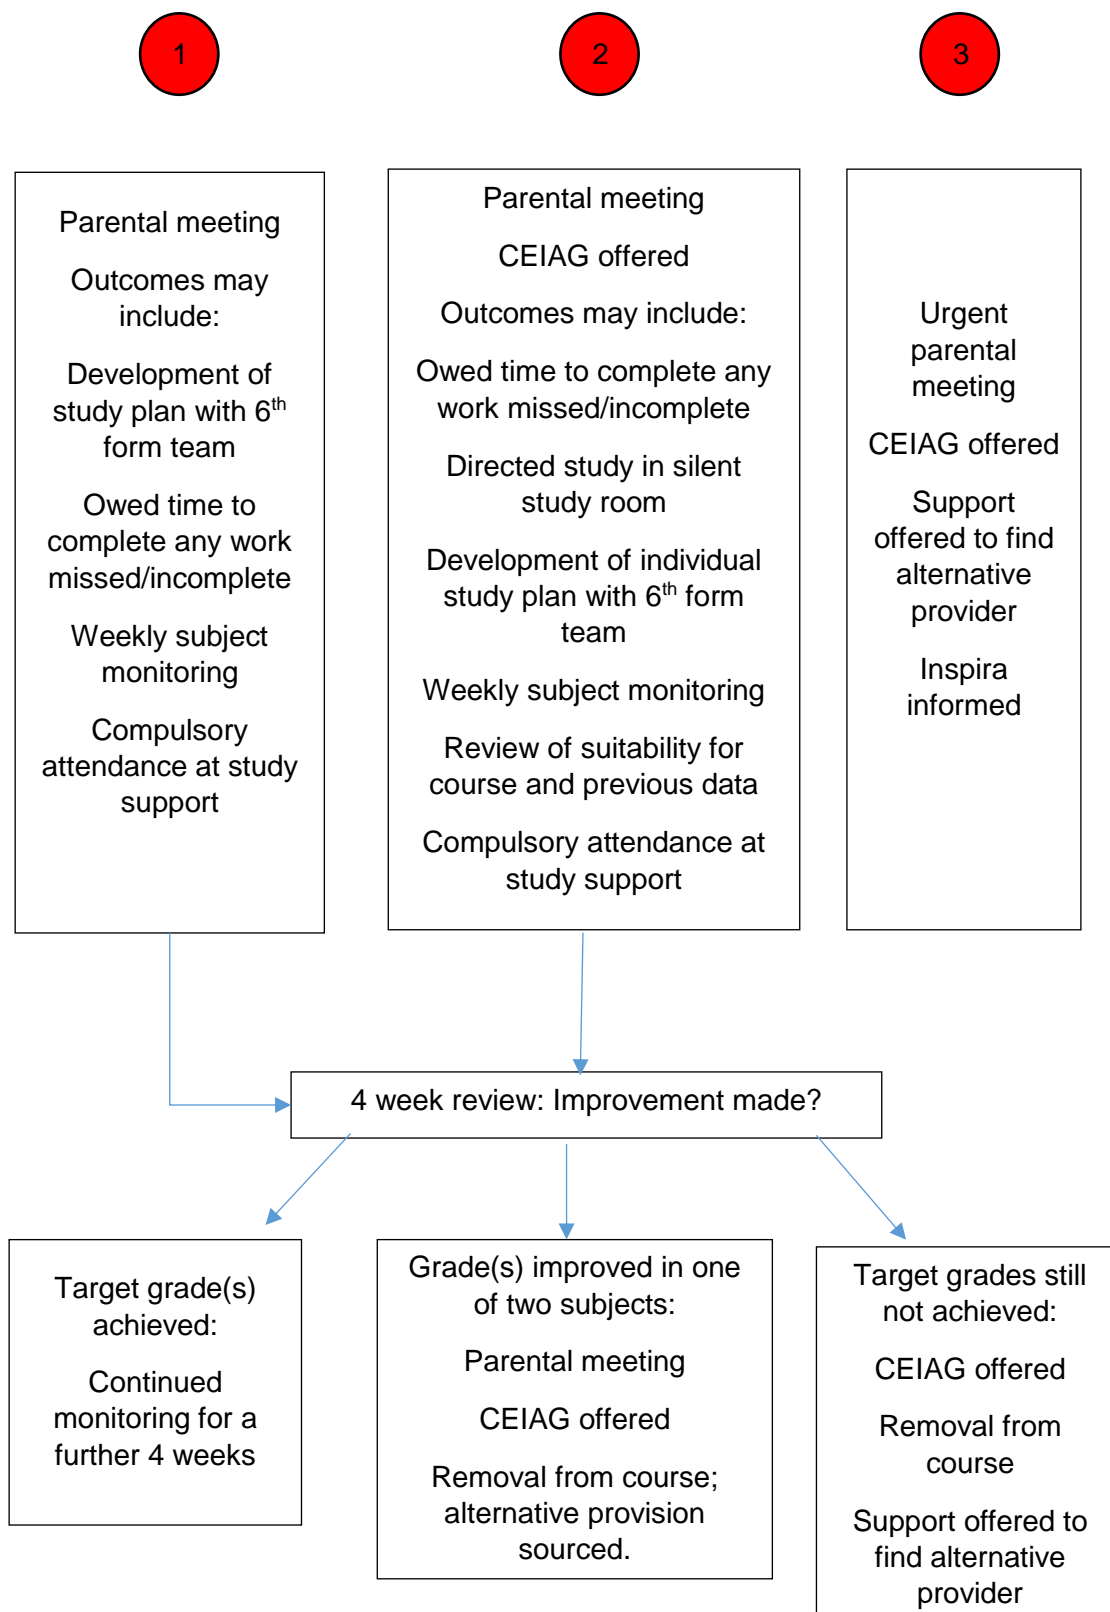 1
2
3
Parental meeting
Outcomes may
include:
Development of
study plan with 6th
form team
Owed time to
complete any work
missed/incomplete
Weekly subject
monitoring
Compulsory
attendance at study
support
Parental meeting
CEIAG offered
Outcomes may include:
Owed time to complete any
work missed/incomplete
Directed study in silent
study room
Development of individual
study plan with 6th form
team
Weekly subject monitoring
Review of suitability for
course and previous data
Compulsory attendance at
study support
Urgent
parental
meeting
CEIAG offered
Support
offered to find
alternative
provider
Inspira
informed
4 week review: Improvement made?
Target grade(s)
achieved:
Continued
monitoring for a
further 4 weeks
Grade(s) improved in one
of two subjects:
Parental meeting
CEIAG offered
Removal from course;
alternative provision
sourced.
Target grades still
not achieved:
CEIAG offered
Removal from
course
Support offered to
find alternative
provider